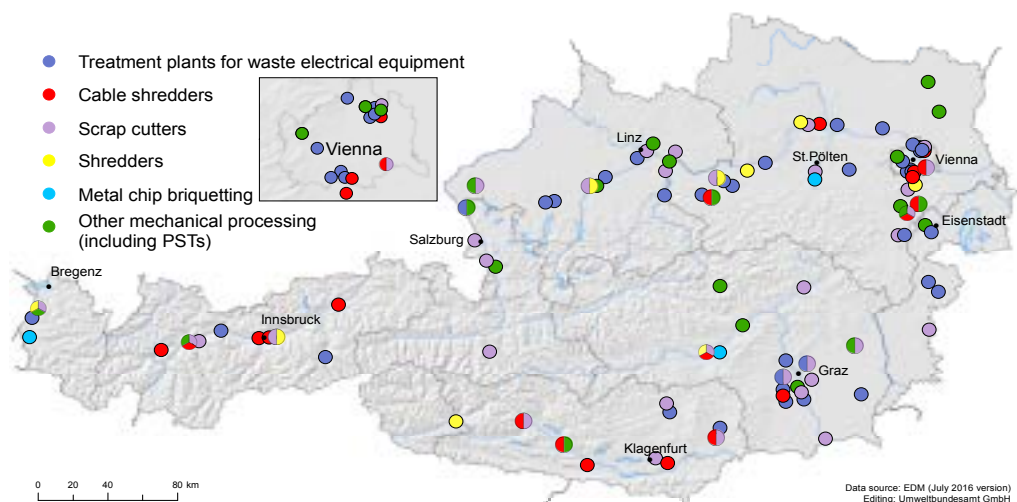 Treatment plants for waste electrical equipment
Cable shredders
Scrap cutters
Shredders
Metal chip briquetting
Other mechanical processing
(including PSTs)
Vienna
Linz
St.Pölten
Vienna
Eisenstadt
Salzburg
Bregenz
Innsbruck
Graz
Klagenfurt
0 20 40 80 km
Data source: EDM (July 2016 version)
Editing: Umweltbundesamt GmbH